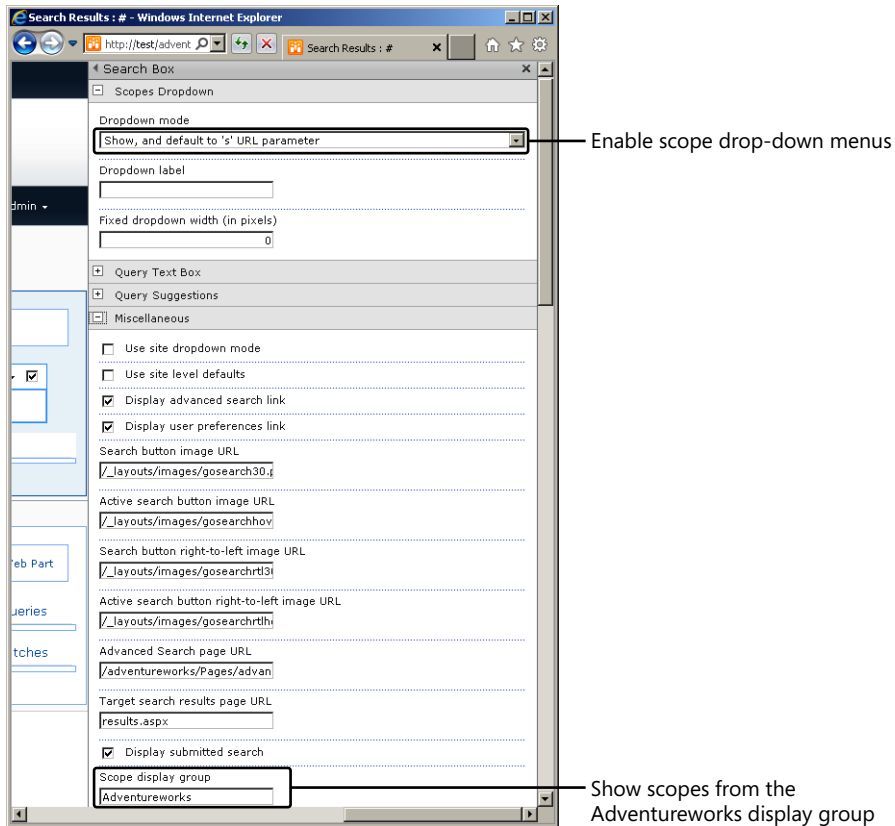 Search Results : # - Windows Internet Explorer
http://test/advent
Search Results : #
Search Box
Scopes Dropdown
Dropdown mode
Show, and default to 's' URL parameter
Enable scope drop-down menus
Dropdown label
dmin
Fixed dropdown width (in pixels)
0
Query Text Box
Query Suggestions
Miscellaneous
Use site dropdown mode
Use site level defaults
Display advanced search link
Display user preferences link
Search button image URL
/_layouts/images/gosearch30.p
Active search button image URL
/_layouts/images/gosearchhov
Search button right-to-left image URL
eb Part
/_layouts/images/gosearchrtl30
Active search button right-to-left image URL
ueries
/_layouts/images/gosearchrtlho
Advanced Search page URL
tches
/adventureworks/Pages/advan
Target search results page URL
results.aspx
Display submitted search
Scope display group
Adventureworks
Show scopes from the
Adventureworks display group